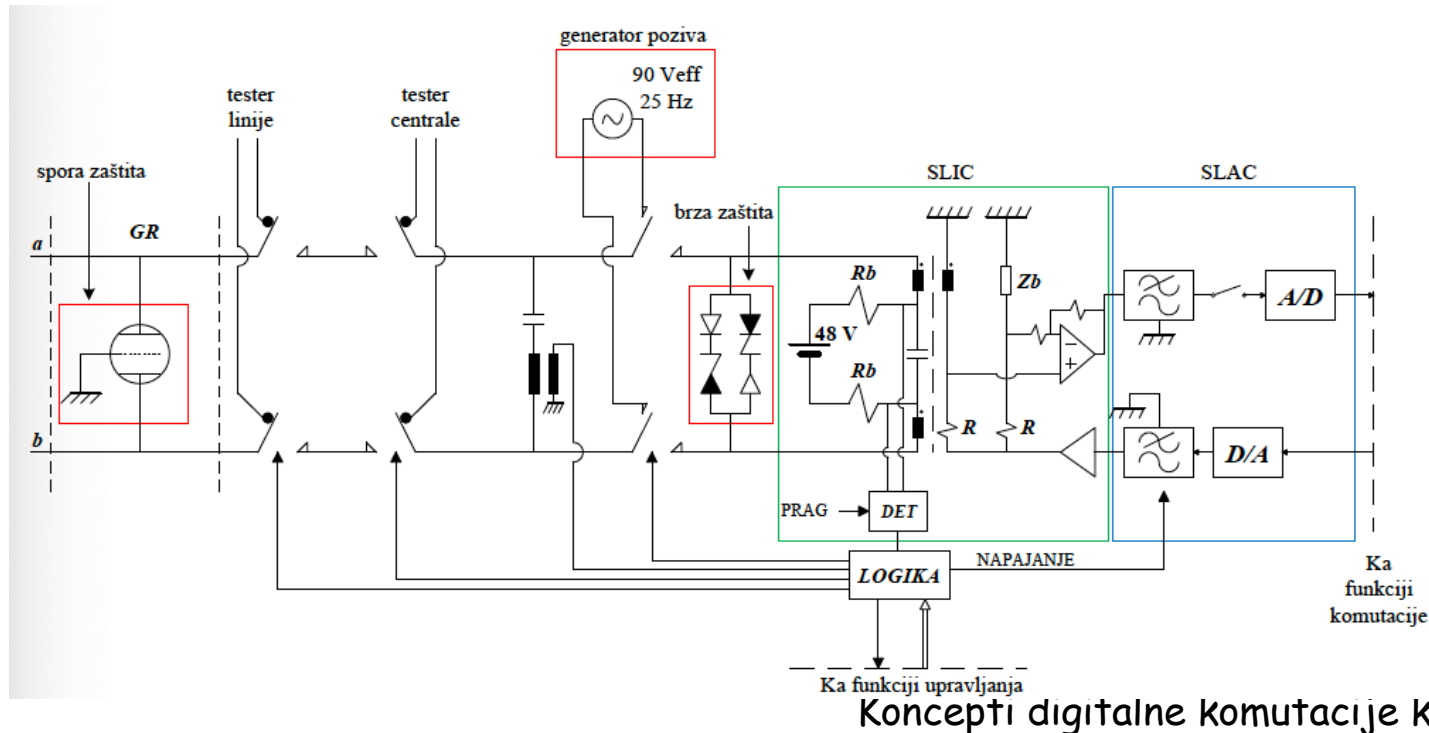 generator poziva
90 Veff
25 Hz
tester
linije
tester
centrale
spora zaštita
SLIC
SLAC
brza zaštita
GR
a
Rb
Zb
A/D
48 V
Rb
b
R
R
D/A
PRAG
DET
NAPAJANJE
LOGIKA
Ka
funkciji
komutacije
Ka funkciji upravljanja
Koncepti digitalne komutacije